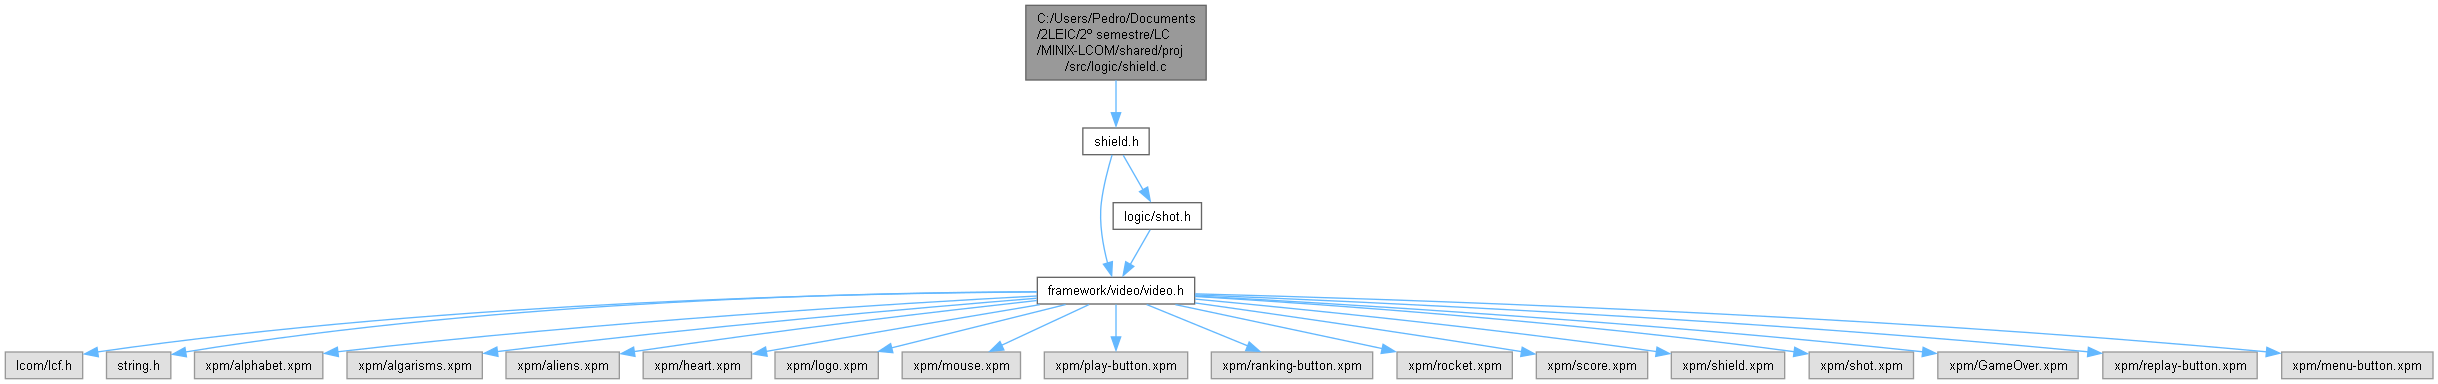 C:/Users/Pedro/Documents
/2LEIC/2º semestre/LC
/MINIX-LCOM/shared/proj
/src/logic/shield.c
shield.h
logic/shot.h
framework/video/video.h
lcom/lcf.h
string.h
xpm/alphabet.xpm
xpm/algarisms.xpm
xpm/aliens.xpm
xpm/heart.xpm
xpm/logo.xpm
xpm/mouse.xpm
xpm/play-button.xpm
xpm/ranking-button.xpm
xpm/rocket.xpm
xpm/score.xpm
xpm/shield.xpm
xpm/shot.xpm
xpm/GameOver.xpm
xpm/replay-button.xpm
xpm/menu-button.xpm